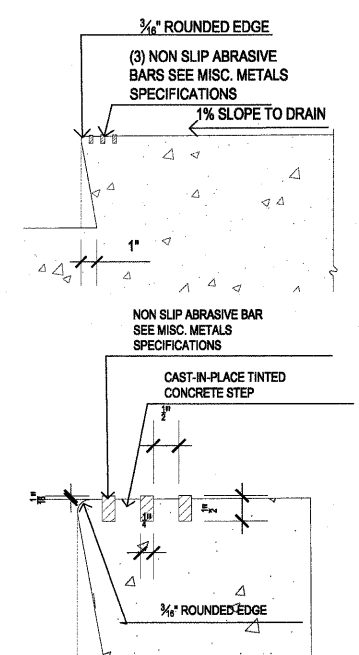 3/16" ROUNDED EDGE
(3) NON SLIP ABRASIVE
BARS SEE MISC. METALS
SPECIFICATIONS
1% SLOPE TO DRAIN
1"
NON SLIP ABRASIVE BAR
SEE MISC. METALS
SPECIFICATIONS
CAST-IN-PLACE TINTED
CONCRETE STEP
1/2"
1/4"
3/16" ROUNDED EDGE